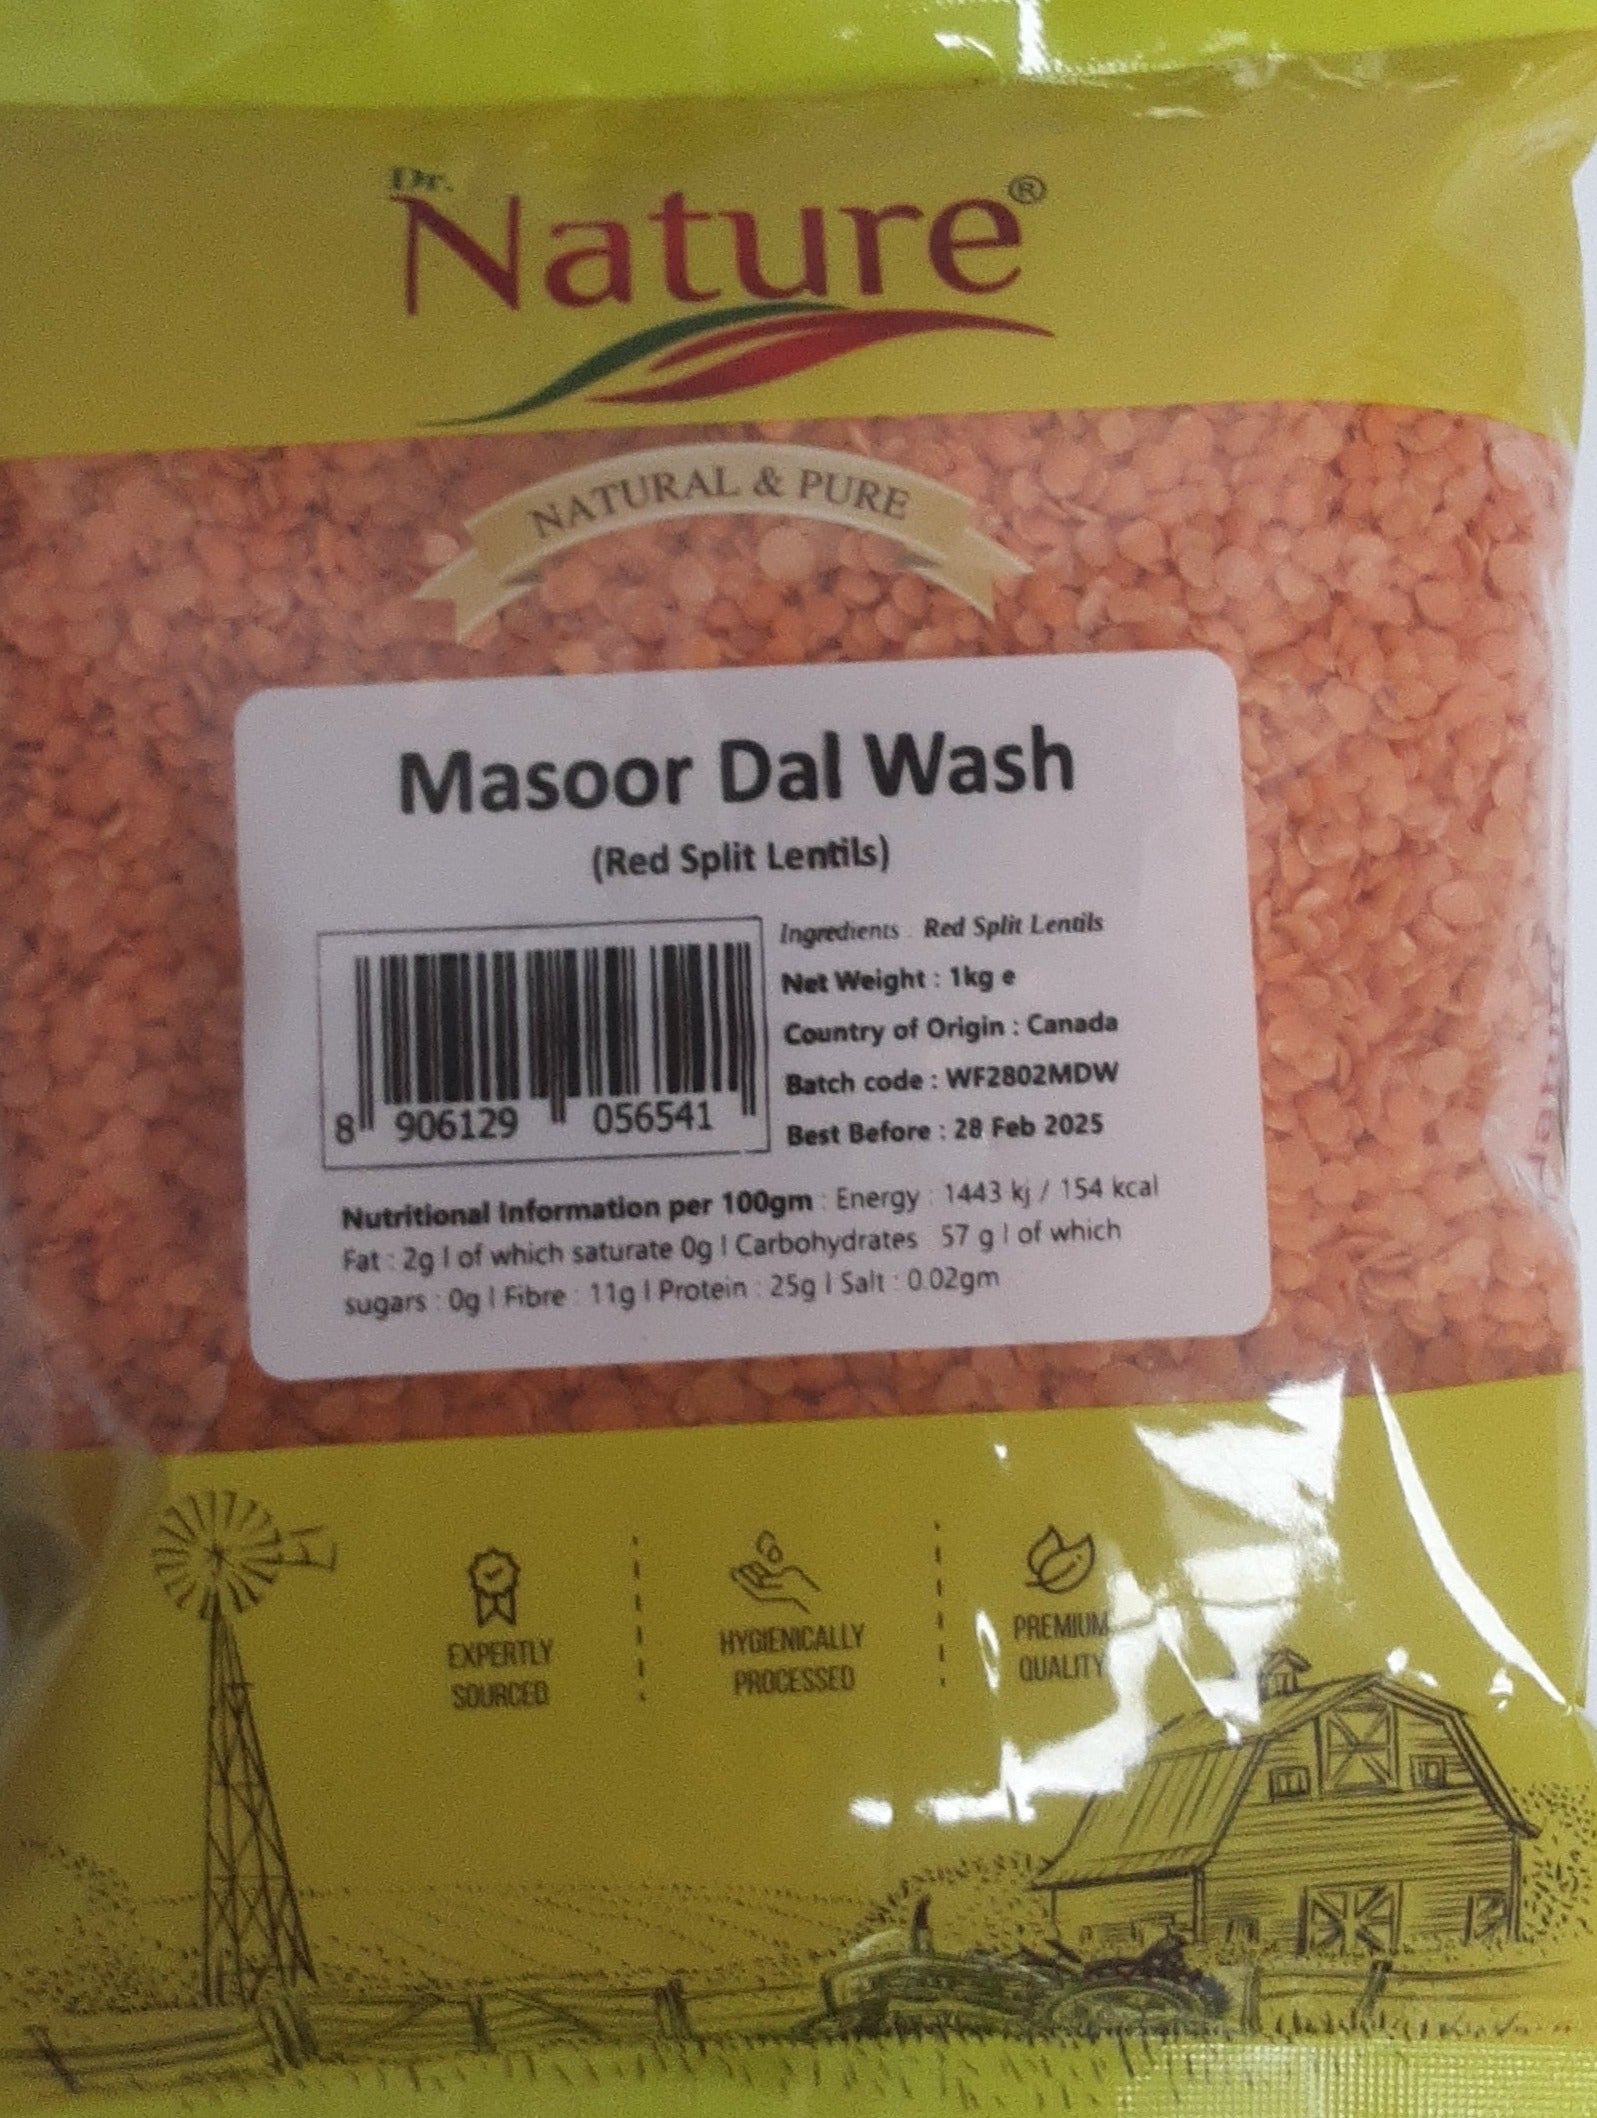 Dr.
Nature®
NATURAL & PURE
Masoor Dal Wash
(Red Split Lentils)
Ingredients : Red Split Lentils
Net Weight : 1kg e
Country of Origin : Canada
Batch code : WF2802MDW
Best Before : 28 Feb 2025
8 906129 056541
Nutritional Information per 100gm : Energy : 1443 kj / 154 kcal
Fat : 2g I of which saturate 0g I Carbohydrates 57 g I of which
sugars : 0g I Fibre : 11g I Protein : 25g I Salt : 0.02gm
EXPERTLY
SOURCED
HYGIENICALLY
PROCESSED
PREMIUM
QUALITY